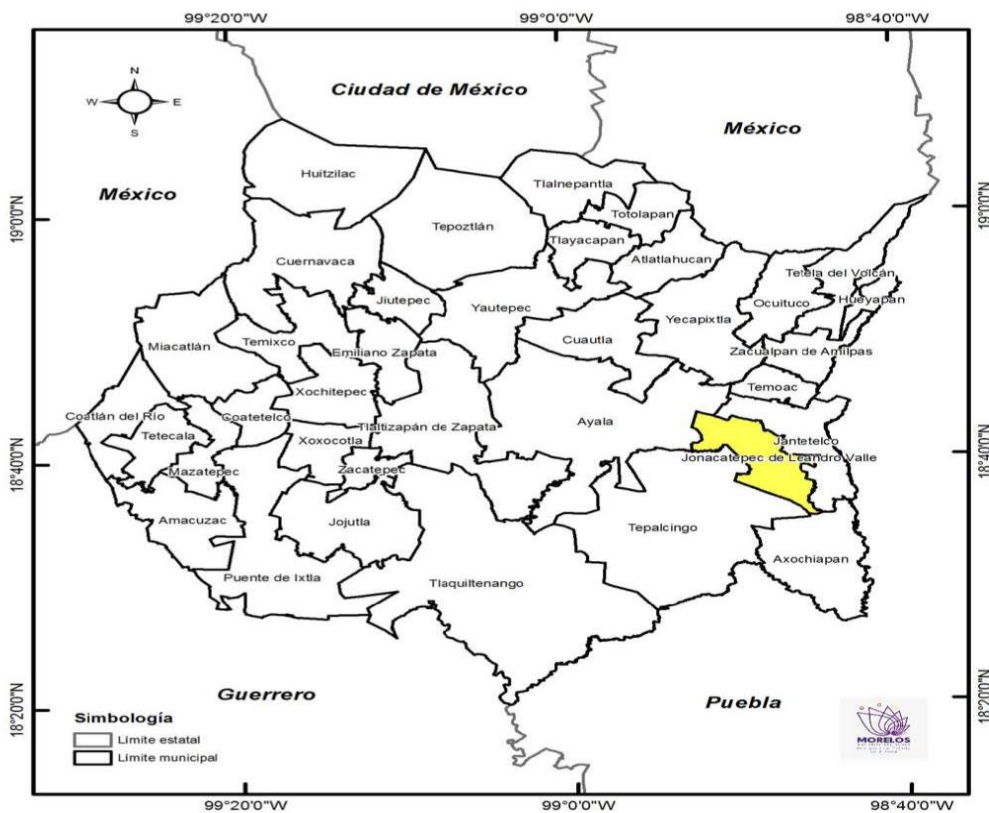 99°20'0"W 99°0'0"W 98°40'0"W
N
W E
S
Ciudad de México
México
México
Huitzilac
Tlalnepantla
Totolapan
Tepoztlán
Tlayacapan
Atlatlahucan
Cuernavaca
Tetela del Volcán
Hueyapan
Ocuituco
Jiutepec
Yautepec
Yecapixtla
Miacatlán
Temixco
Emiliano Zapata
Cuautla
Zacualpan de Amilpas
Temoac
Xochitepec
Coatlán del Río
Coatetelco
Tlaltizapán de Zapata
Ayala
Tetecala
Xoxocotla
Jantetelco
Jonacatepec de Leandro Valle
Mazatepec
Zacatepec
Amacuzac
Jojutla
Tepalcingo
Axochiapan
Puente de Ixtla
Tlaquiltenango
Guerrero
Puebla
19°0'0"N
18°40'0"N
18°20'0"N
19°0'0"N
18°40'0"N
18°20'0"N
Simbología
Límite estatal
Límite municipal
MORELOS
99°20'0"W 99°0'0"W 98°40'0"W